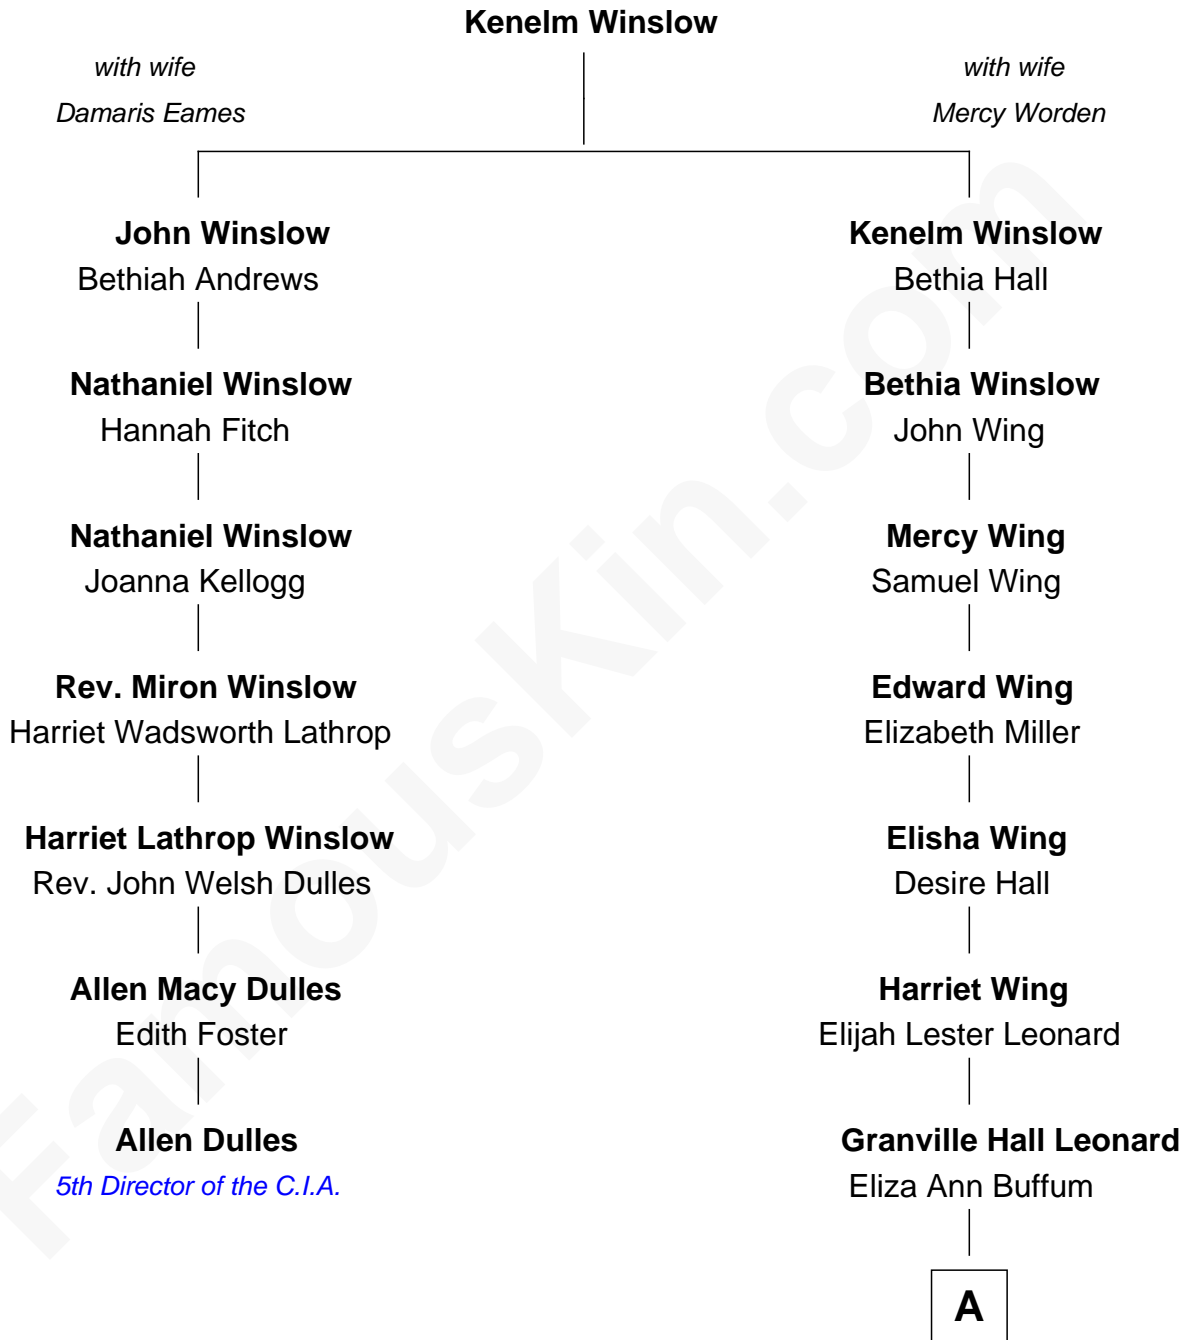 Kenelm Winslow
with wife
Damaris Eames
with wife
Mercy Worden
John Winslow
Bethiah Andrews
Kenelm Winslow
Bethia Hall
Nathaniel Winslow
Hannah Fitch
Bethia Winslow
John Wing
Nathaniel Winslow
Joanna Kellogg
Mercy Wing
Samuel Wing
Rev. Miron Winslow
Harriet Wadsworth Lathrop
Edward Wing
Elizabeth Miller
Harriet Lathrop Winslow
Rev. John Welsh Dulles
Elisha Wing
Desire Hall
Allen Macy Dulles
Edith Foster
Harriet Wing
Elijah Lester Leonard
Allen Dulles
5th Director of the C.I.A.
Granville Hall Leonard
Eliza Ann Buffum
A
FamousKin.com